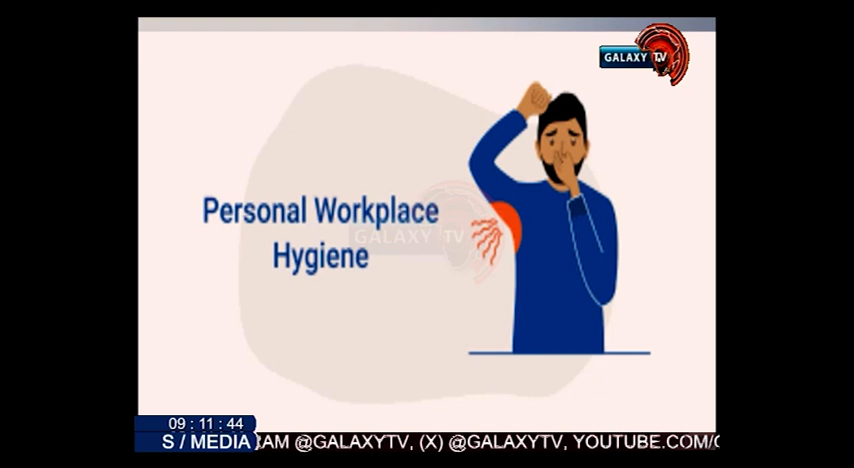 GALAXY TV
Personal Workplace
Hygiene
GALAXY TV
09 : 11 : 44
S / MEDIA
RAM @GALAXYTV, (X) @GALAXYTV, YOUTUBE.COM/